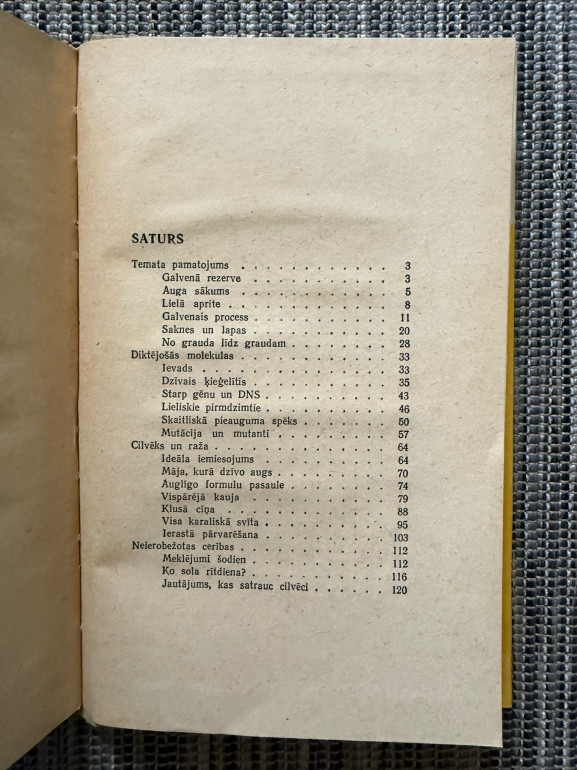 SATURS
Temata pamatojums . . . . . . . . . . . 3
Galvenā rezerve . . . . . . . . . . 3
Auga sākums . . . . . . . . . . . 5
Lielā aprite . . . . . . . . . . . 8
Galvenais process . . . . . . . . . 11
Saknes un lapas . . . . . . . . . 20
No grauda līdz graudam . . . . . . . 28
Diktējošās molekulas . . . . . . . . . . 33
Ievads . . . . . . . . . . . . 33
Dzīvais ķieģelītis . . . . . . . . . 35
Starp gēnu un DNS . . . . . . . . 43
Lieliskie pirmdzimtie . . . . . . . . 46
Skaitliskā pieauguma spēks . . . . . . 50
Mutācija un mutanti . . . . . . . . 57
Cilvēks un raža . . . . . . . . . . . 64
Ideāla iemiesojums . . . . . . . . 64
Māja, kurā dzīvo augs . . . . . . . 70
Auglīgo formulu pasaule . . . . . . . 74
Vispārējā kauja . . . . . . . . . 79
Klusā cīņa . . . . . . . . . . . 88
Visa karaliskā svīta . . . . . . . . 95
Ierastā pārvarēšana . . . . . . . . 103
Neierobežotas cerības . . . . . . . . . . 112
Meklējumi šodien . . . . . . . . . 112
Ko sola rītdiena? . . . . . . . . . 116
Jautājums, kas satrauc cilvēci . . . . . . 120